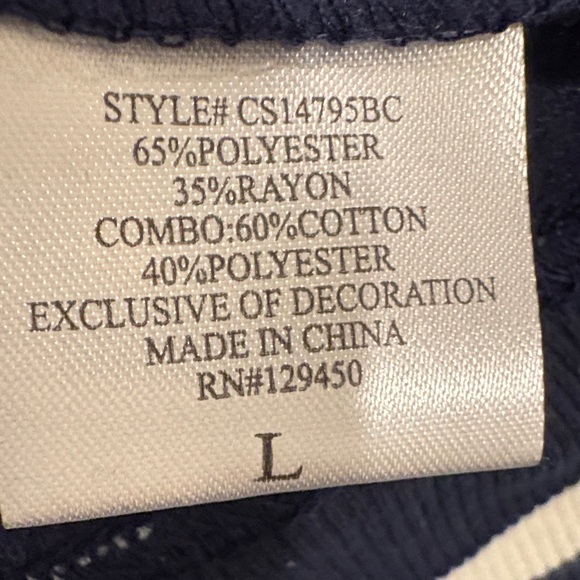 STYLE# CS14795BC
65%POLYESTER
35%RAYON
COMBO:60%COTTON
40%POLYESTER
EXCLUSIVE OF DECORATION
MADE IN CHINA
RN#129450
L